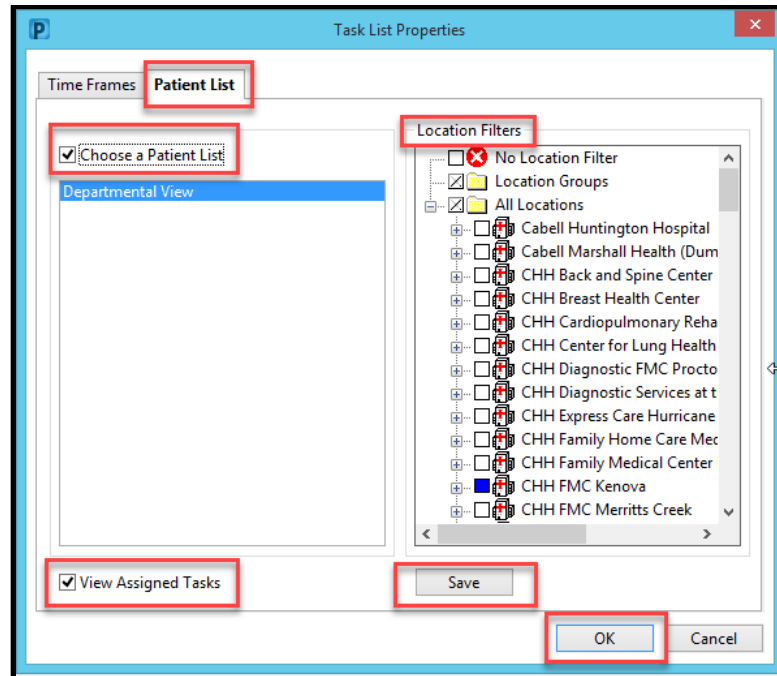 P
Task List Properties
Time Frames
Patient List
Choose a Patient List
Departmental View
View Assigned Tasks
Location Filters
No Location Filter
Location Groups
All Locations
Cabell Huntington Hospital
Cabell Marshall Health (Dum
CHH Back and Spine Center
CHH Breast Health Center
CHH Cardiopulmonary Reha
CHH Center for Lung Health
CHH Diagnostic FMC Procto
CHH Diagnostic Services at t
CHH Express Care Hurricane
CHH Family Home Care Med
CHH Family Medical Center
CHH FMC Kenova
CHH FMC Merritts Creek
Save
OK
Cancel